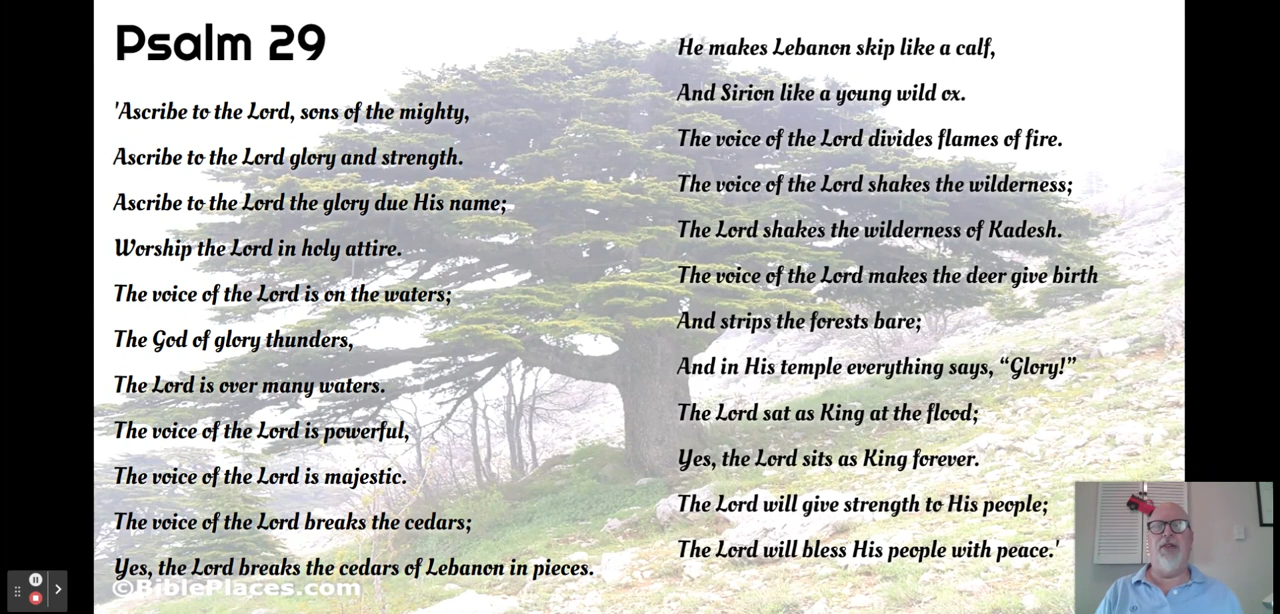 Psalm 29
'Ascribe to the Lord, sons of the mighty,
Ascribe to the Lord glory and strength.
Ascribe to the Lord the glory due His name;
Worship the Lord in holy attire.
The voice of the Lord is on the waters;
The God of glory thunders,
The Lord is over many waters.
The voice of the Lord is powerful,
The voice of the Lord is majestic.
The voice of the Lord breaks the cedars;
Yes, the Lord breaks the cedars of Lebanon in pieces.
©BiblePlaces.com
He makes Lebanon skip like a calf,
And Sirion like a young wild ox.
The voice of the Lord divides flames of fire.
The voice of the Lord shakes the wilderness;
The Lord shakes the wilderness of Kadesh.
The voice of the Lord makes the deer give birth
And strips the forests bare;
And in His temple everything says, “Glory!”
The Lord sat as King at the flood;
Yes, the Lord sits as King forever.
The Lord will give strength to His people;
The Lord will bless His people with peace.'